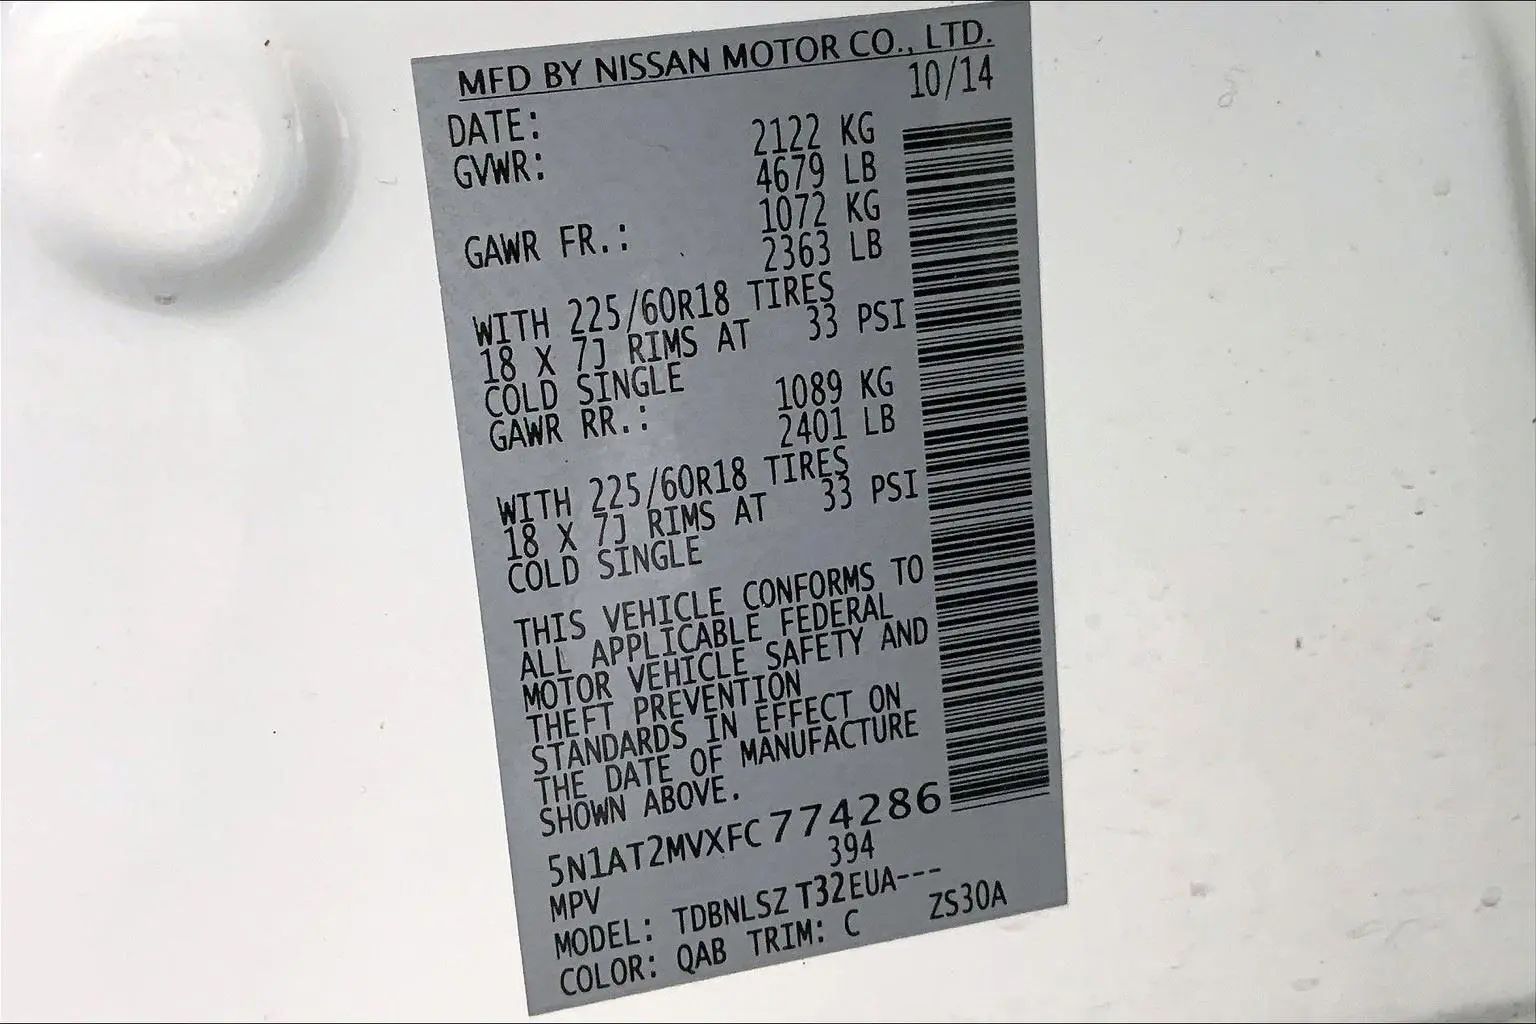 MFD BY NISSAN MOTOR CO., LTD.
DATE: 10/14
GVWR: 2122 KG
4679 LB
GAWR FR.: 1072 KG
2363 LB
WITH 225/60R18 TIRES
18 X 7J RIMS AT 33 PSI
COLD SINGLE
GAWR RR.: 1089 KG
2401 LB
WITH 225/60R18 TIRES
18 X 7J RIMS AT 33 PSI
COLD SINGLE
THIS VEHICLE CONFORMS TO
ALL APPLICABLE FEDERAL
MOTOR VEHICLE SAFETY AND
THEFT PREVENTION
STANDARDS IN EFFECT ON
THE DATE OF MANUFACTURE
SHOWN ABOVE.
5N1AT2MVXFC774286
MPV 394
MODEL: TDBNLSZ T32EUA---
COLOR: QAB TRIM: C ZS30A